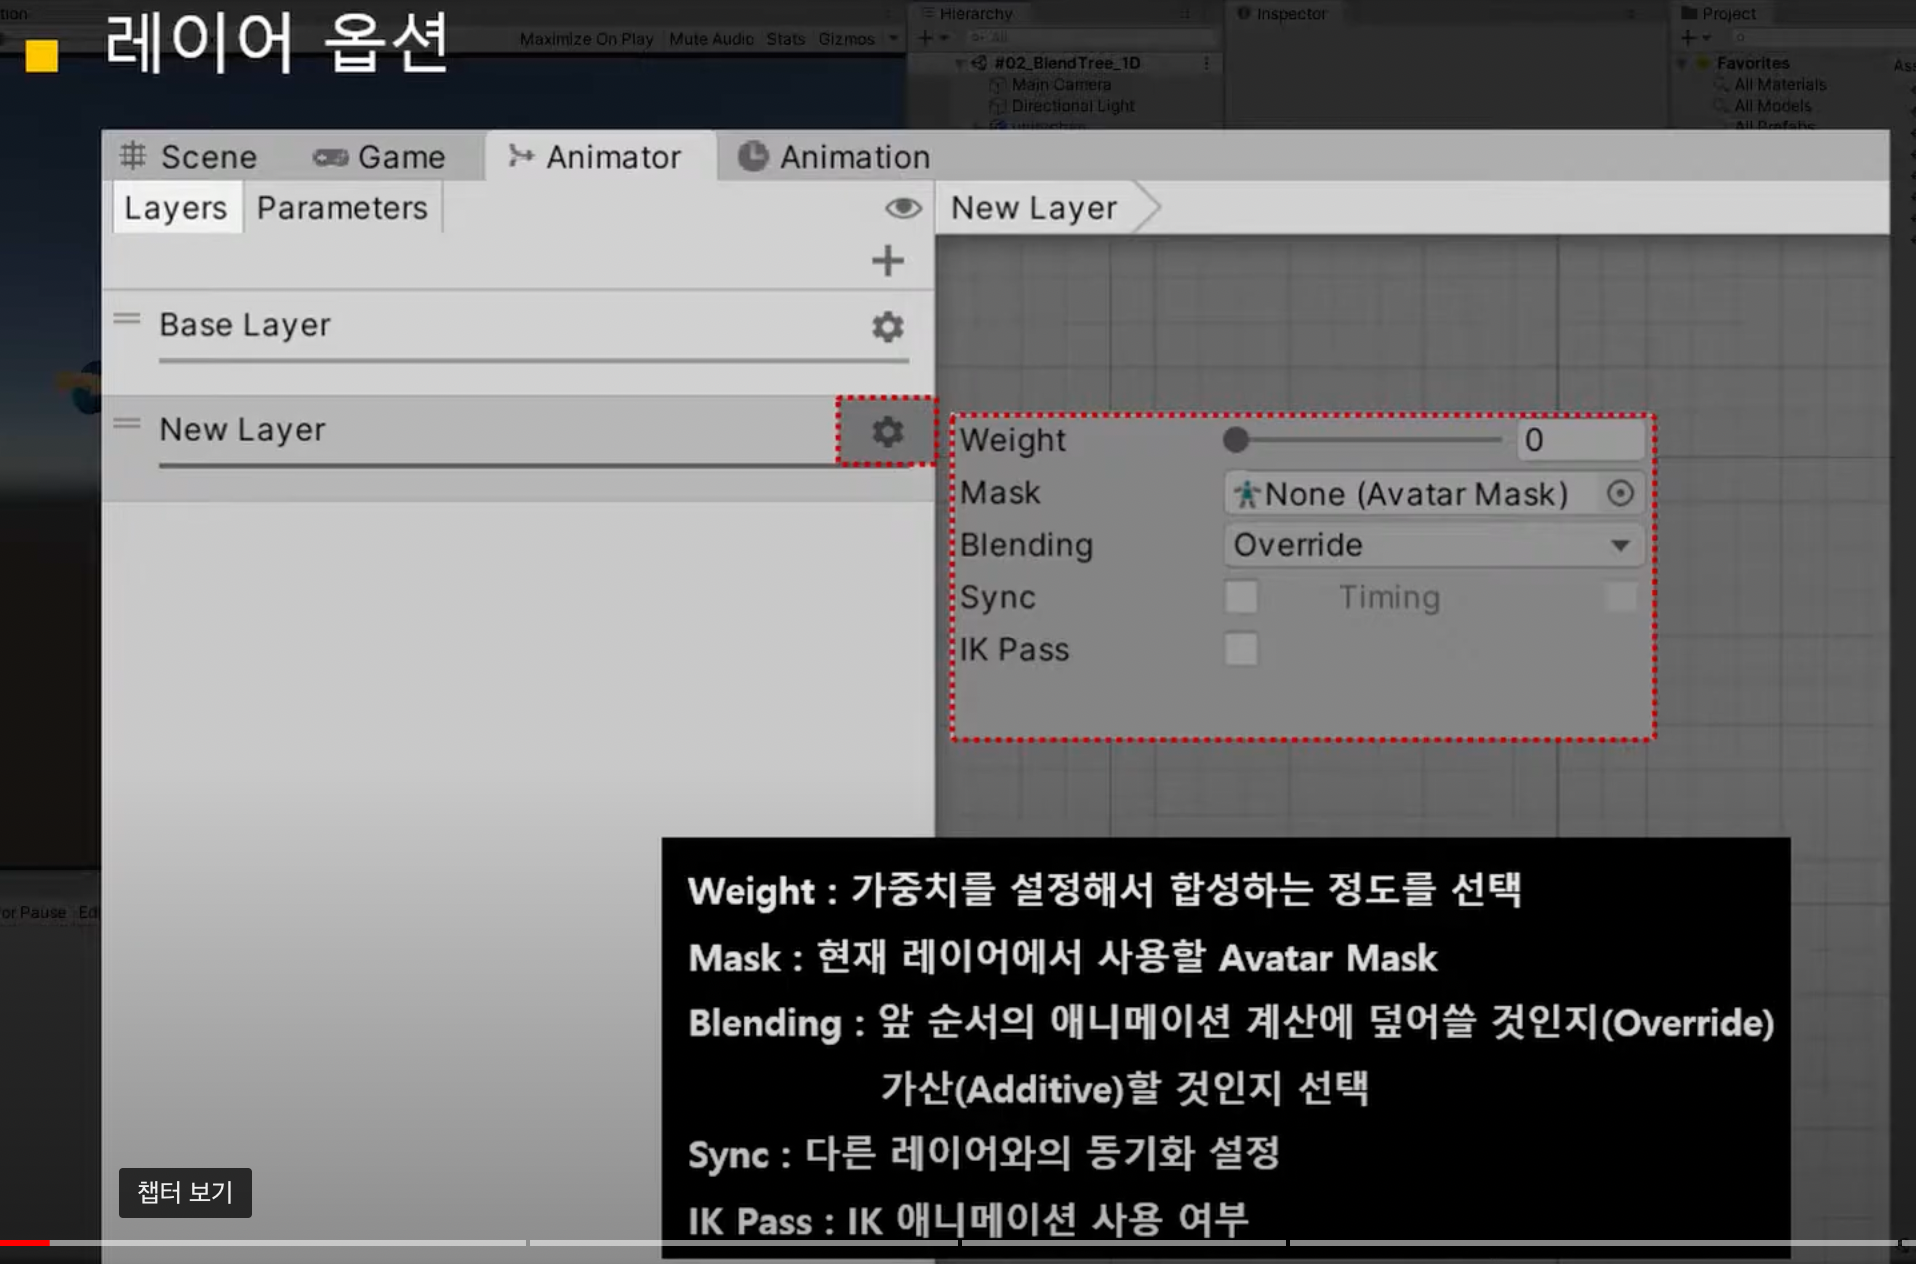 tion
레이어 옵션
Maximize On Play Mute Audio Stats Gizmos
Hierarchy
All
#02_BlendTree_1D
Main Camera
Directional Light
Inspector
Project
Favorites
All Materials
All Models
All Prefabs
Scene Game Animator Animation
Layers Parameters
New Layer
Base Layer
New Layer
Weight 0
Mask None (Avatar Mask)
Blending Override
Sync Timing
IK Pass
or Pause
Weight : 가중치를 설정해서 합성하는 정도를 선택
Mask : 현재 레이어에서 사용할 Avatar Mask
Blending : 앞 순서의 애니메이션 계산에 덮어쓸 것인지(Override)
가산(Additive)할 것인지 선택
Sync : 다른 레이어와의 동기화 설정
IK Pass : IK 애니메이션 사용 여부
챕터 보기